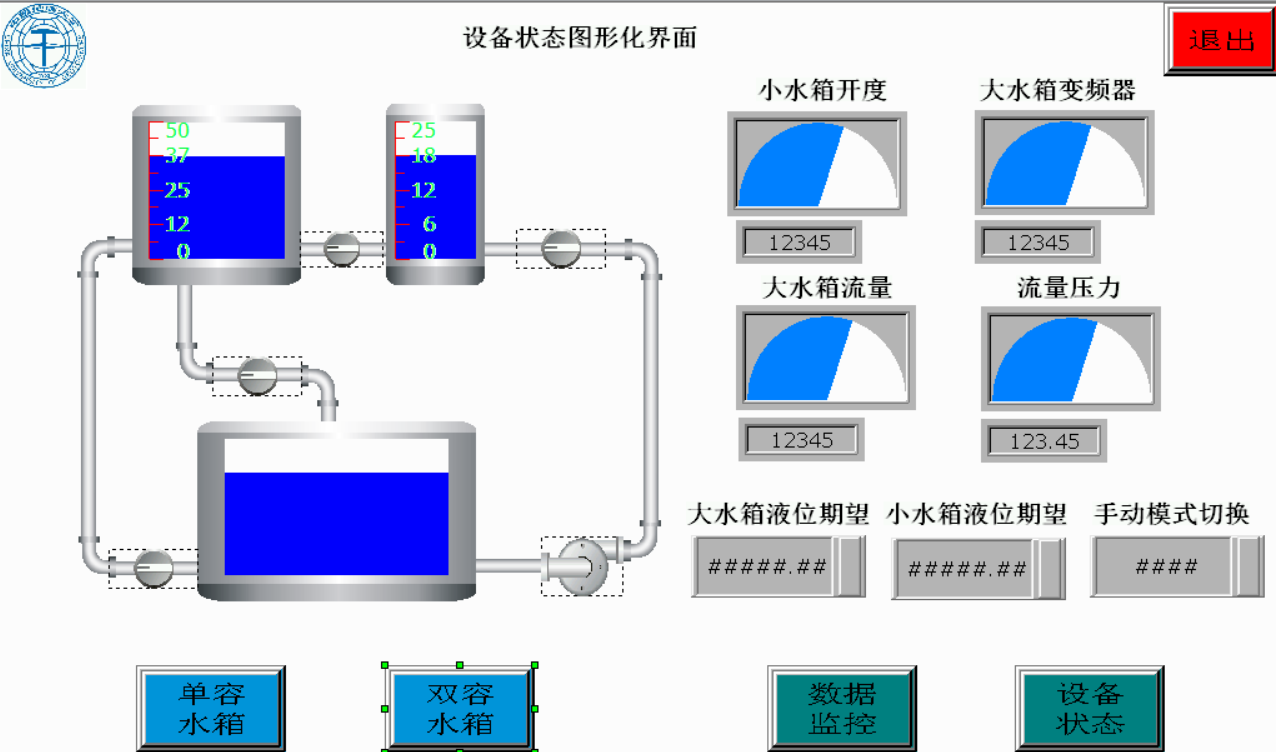 设备状态图形化界面
退出
小水箱开度
大水箱变频器
50
37
25
12
0
25
18
12
6
0
12345
12345
大水箱流量
流量压力
12345
123.45
大水箱液位期望
小水箱液位期望
手动模式切换
#####.##
#####.##
####
单容
水箱
双容
水箱
数据
监控
设备
状态